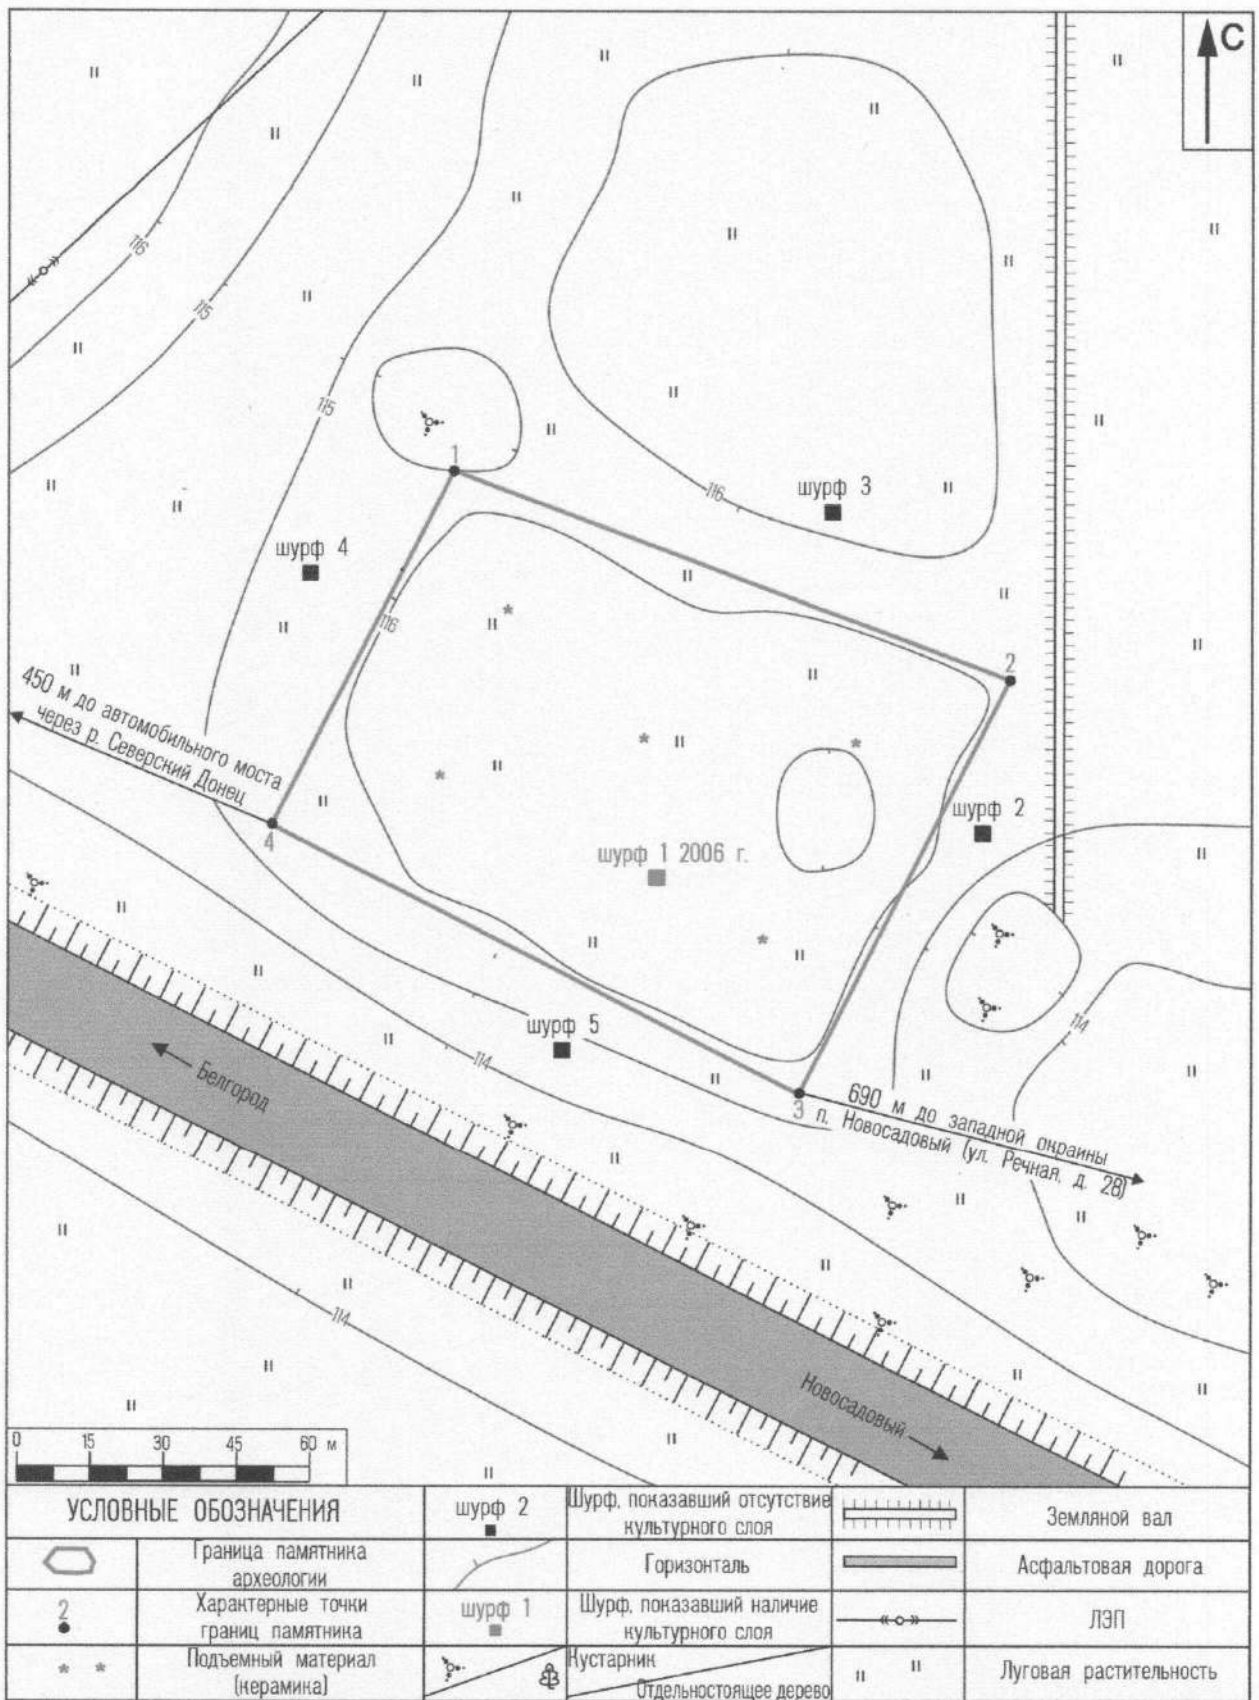 С
116
115
115
1
116
шурф 3
шурф 4
116
2
450 м до автомобильного моста
через р. Северский Донец
4
шурф 2
шурф 1 2006 г.
114
шурф 5
114
Белгород
3
690 м до западной окраины
п. Новосадовый (ул. Речная, д. 28)
114
Новосадовый
0 15 30 45 60 м
УСЛОВНЫЕ ОБОЗНАЧЕНИЯ
шурф 2
Шурф, показавший отсутствие
культурного слоя
Земляной вал
Граница памятника
археологии
Горизонталь
Асфальтовая дорога
2
Характерные точки
границ памятника
шурф 1
Шурф, показавший наличие
культурного слоя
ЛЭП
Подъемный материал
(керамика)
Кустарник
Отдельностоящее дерево
Луговая растительность